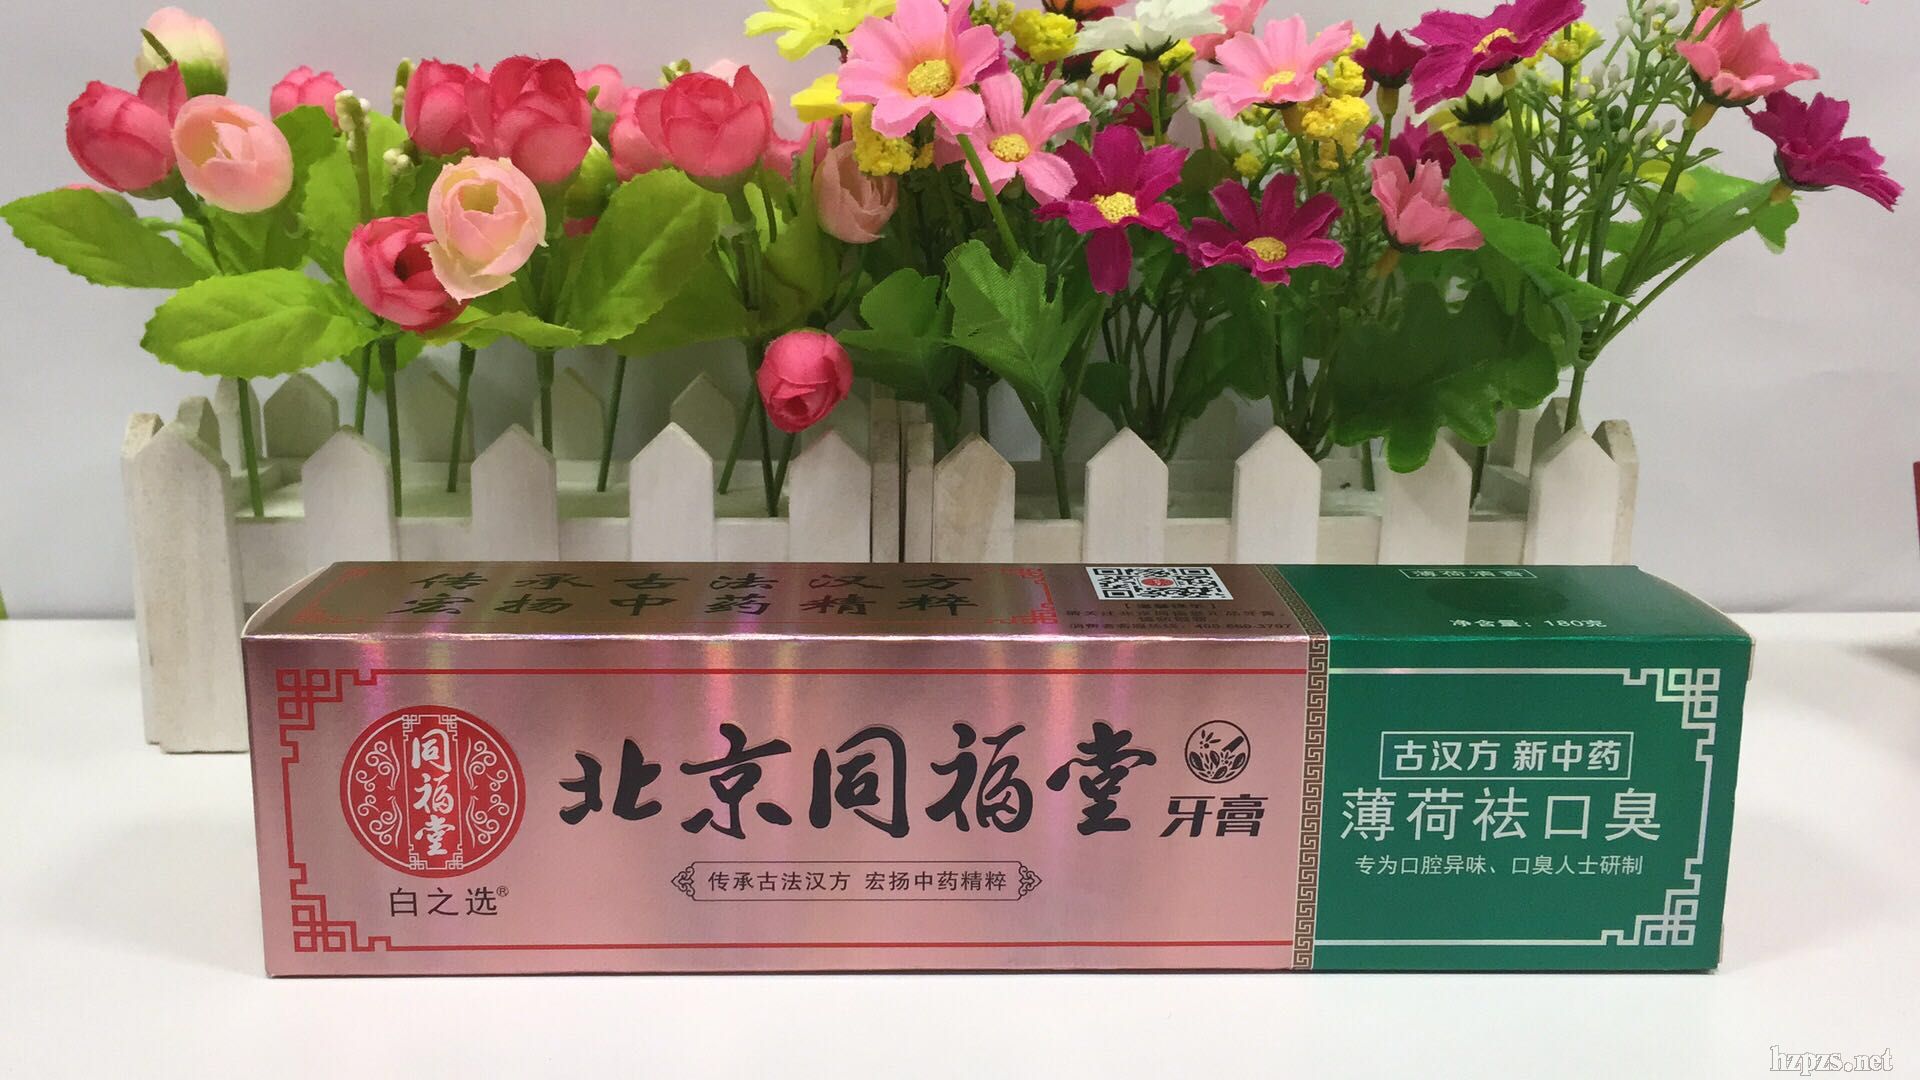 传承古法汉方
宏扬中药精粹
薄荷清香
净含量：180克
同福堂
白之选®
北京同福堂
牙膏
传承古法汉方 宏扬中药精粹
古汉方 新中药
薄荷祛口臭
专为口腔异味、口臭人士研制
hzpzs.net